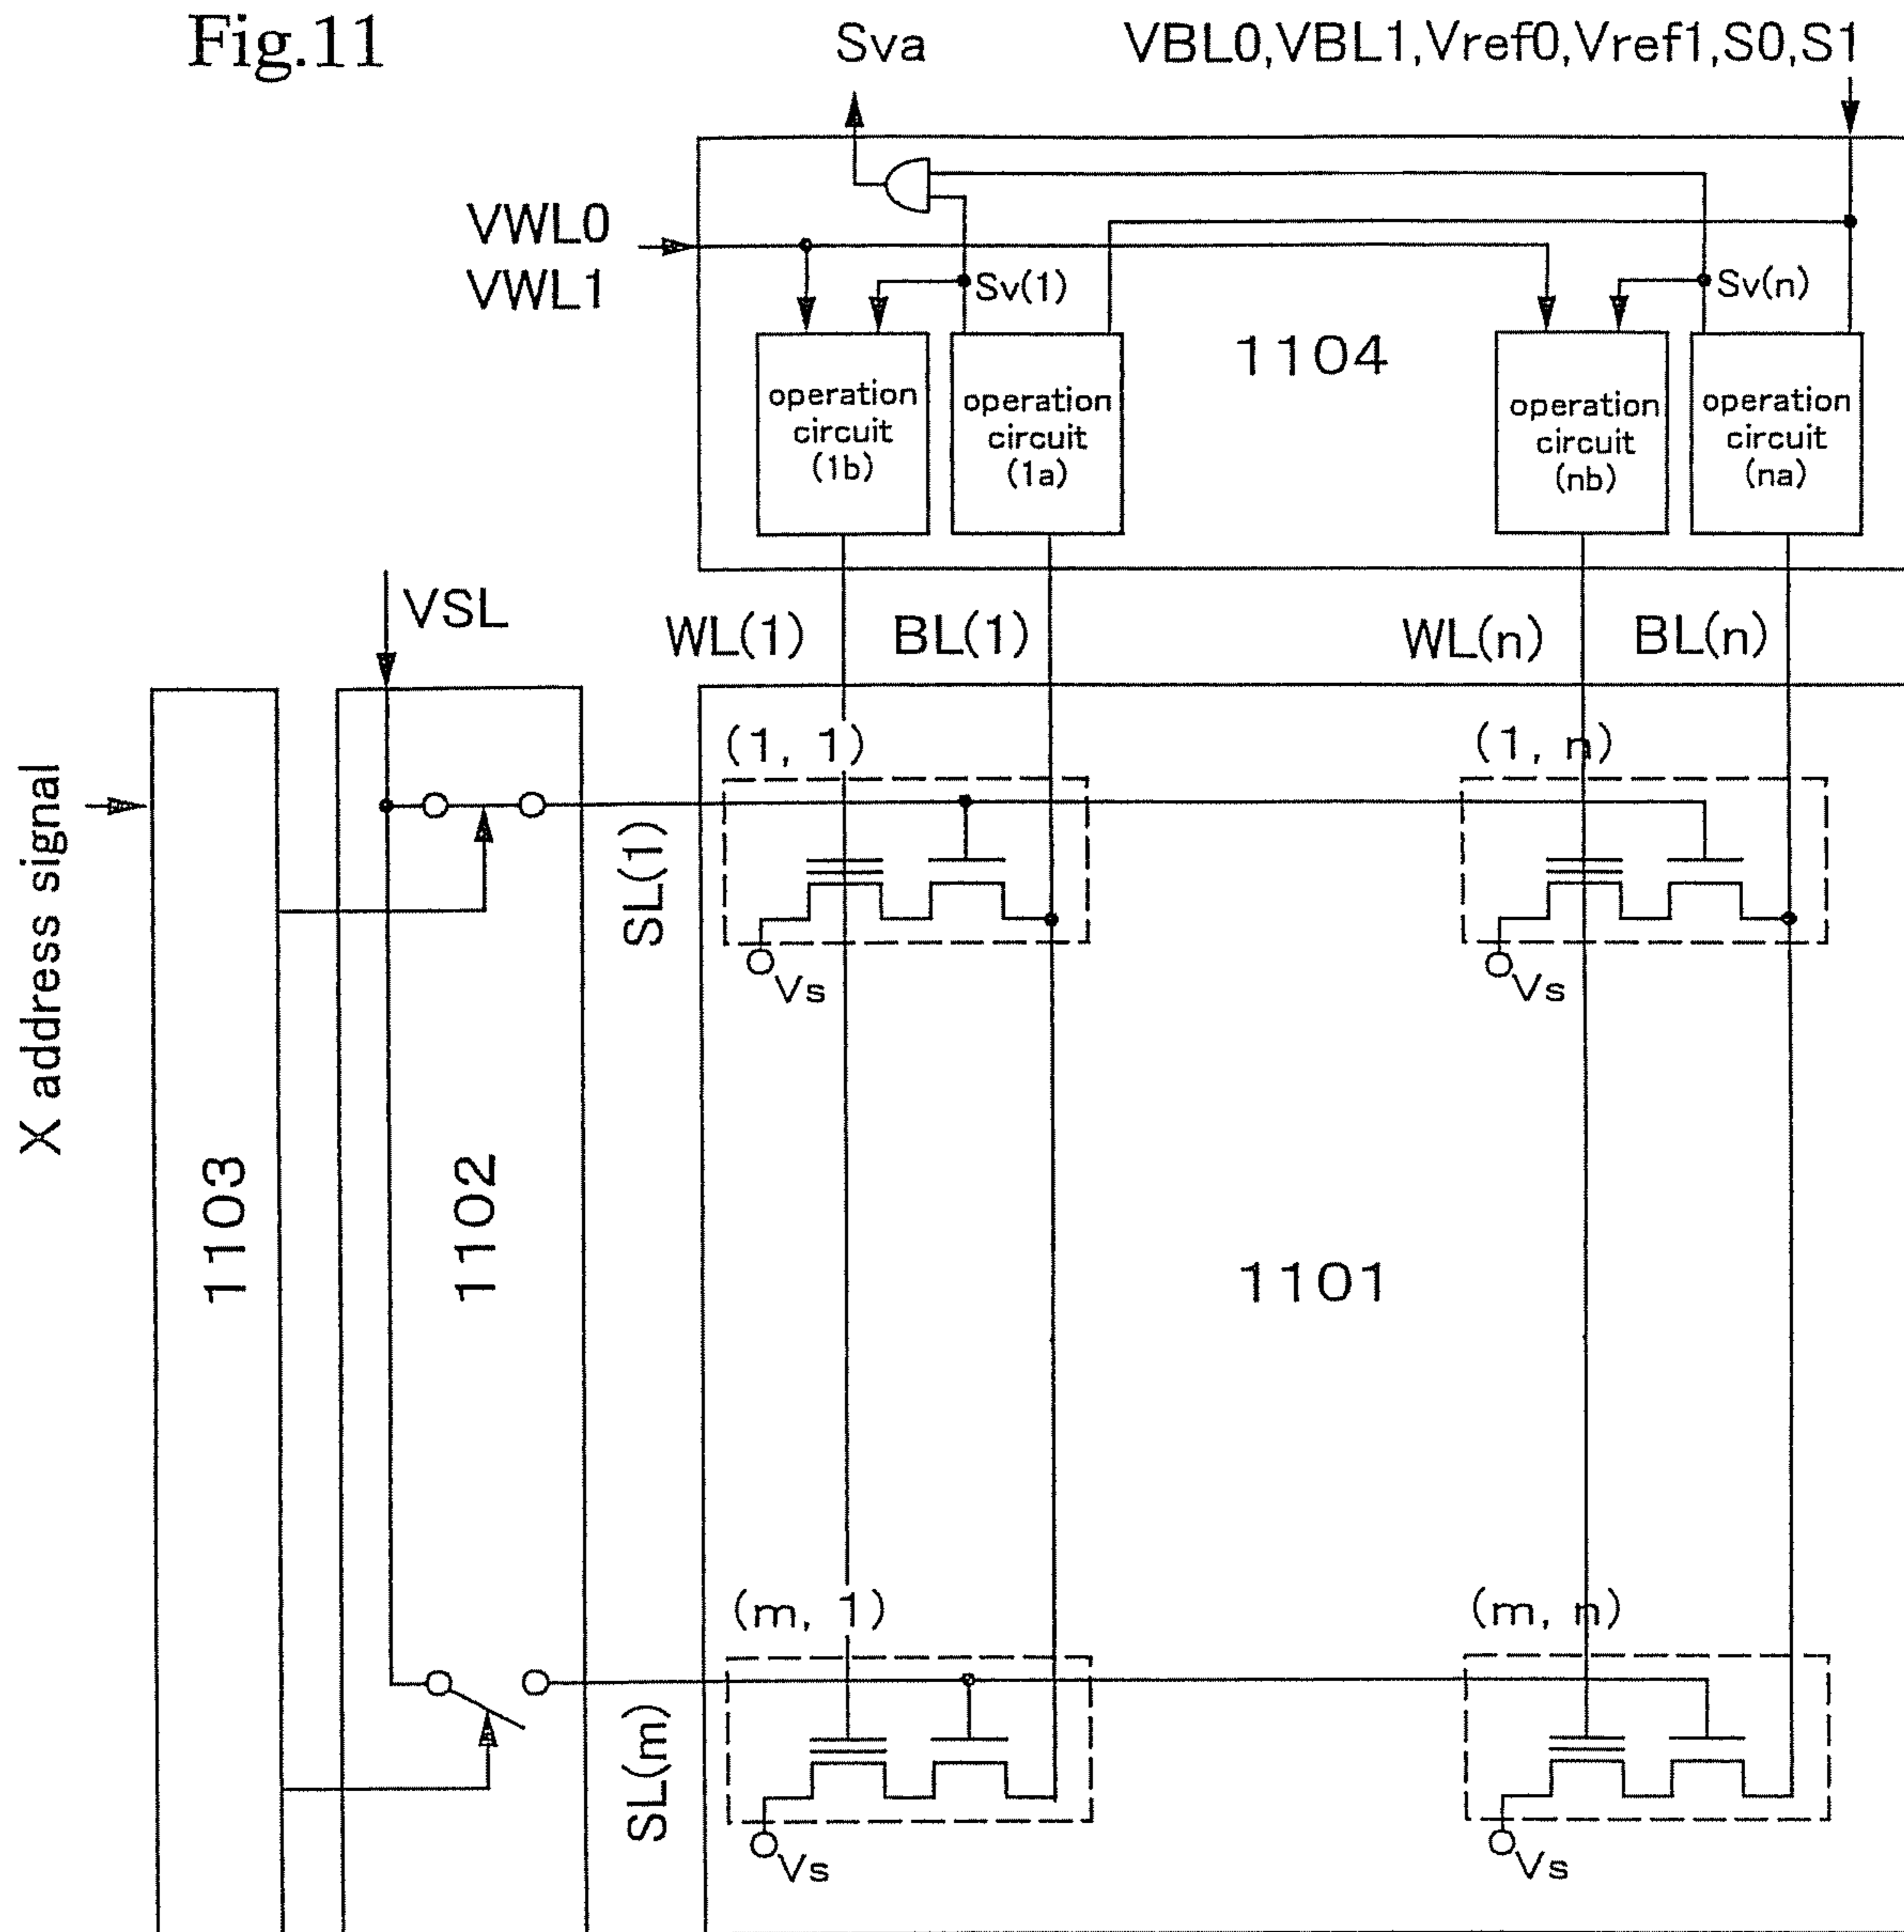 Fig.11
Sva
VBL0,VBL1,Vref0,Vref1,S0,S1
VWL0
VWL1
Sv(1)
Sv(n)
1104
operation
circuit
(1b)
operation
circuit
(1a)
operation
circuit
(nb)
operation
circuit
(na)
VSL
WL(1)
BL(1)
WL(n)
BL(n)
X address signal
1103
1102
SL(1)
(1, 1)
(1, n)
Vs
Vs
1101
SL(m)
(m, 1)
(m, n)
Vs
Vs